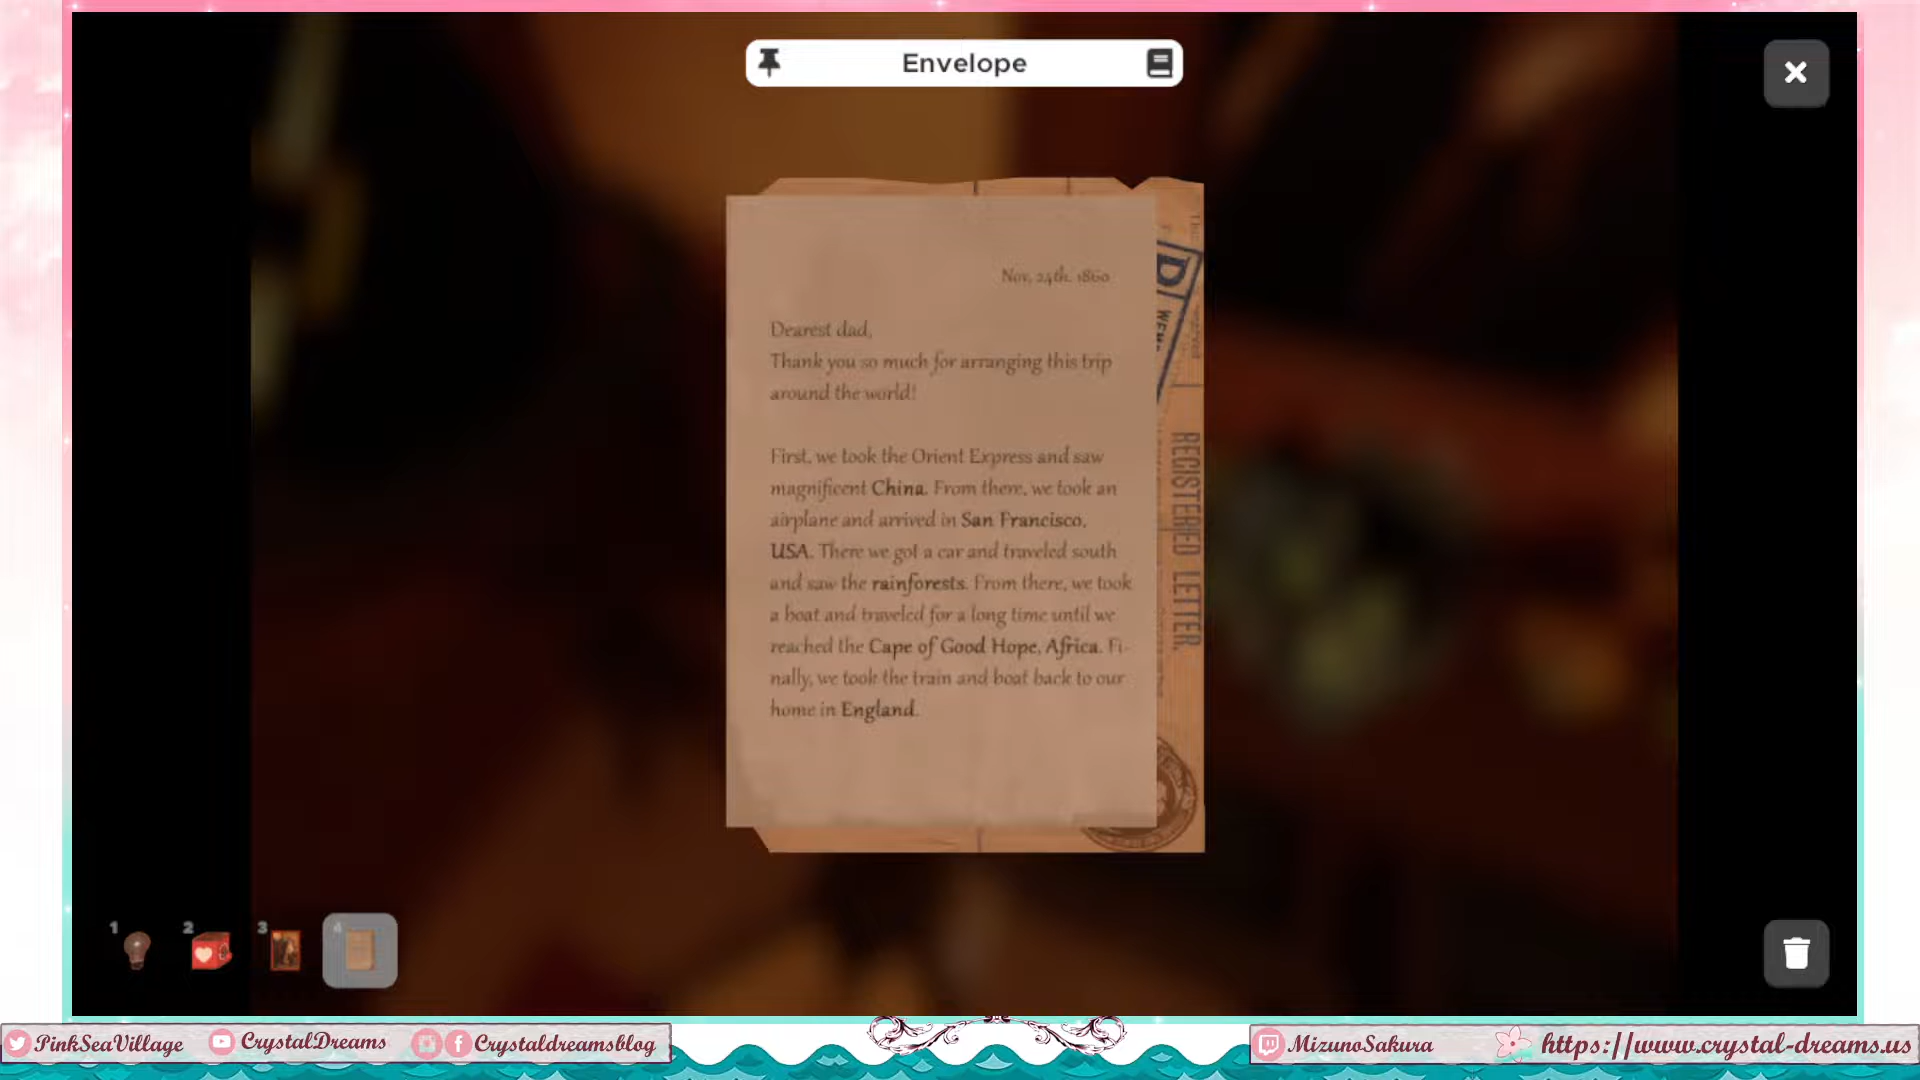 Envelope
Nov. 24th. 1860
Dearest dad,
Thank you so much for arranging this trip
around the world!
First, we took the Orient Express and saw
magnificent China. From there, we took an
airplane and arrived in San Francisco,
USA. There we got a car and traveled south
and saw the rainforests. From there, we took
a boat and traveled for a long time until we
reached the Cape of Good Hope, Africa. Fi-
nally, we took the train and boat back to our
home in England.
REGISTERED LETTER.
1
2
3
4
PinkSeaVillage
CrystalDreams
Crystaldreamsblog
MizunoSakura
https://www.crystal-dreams.us